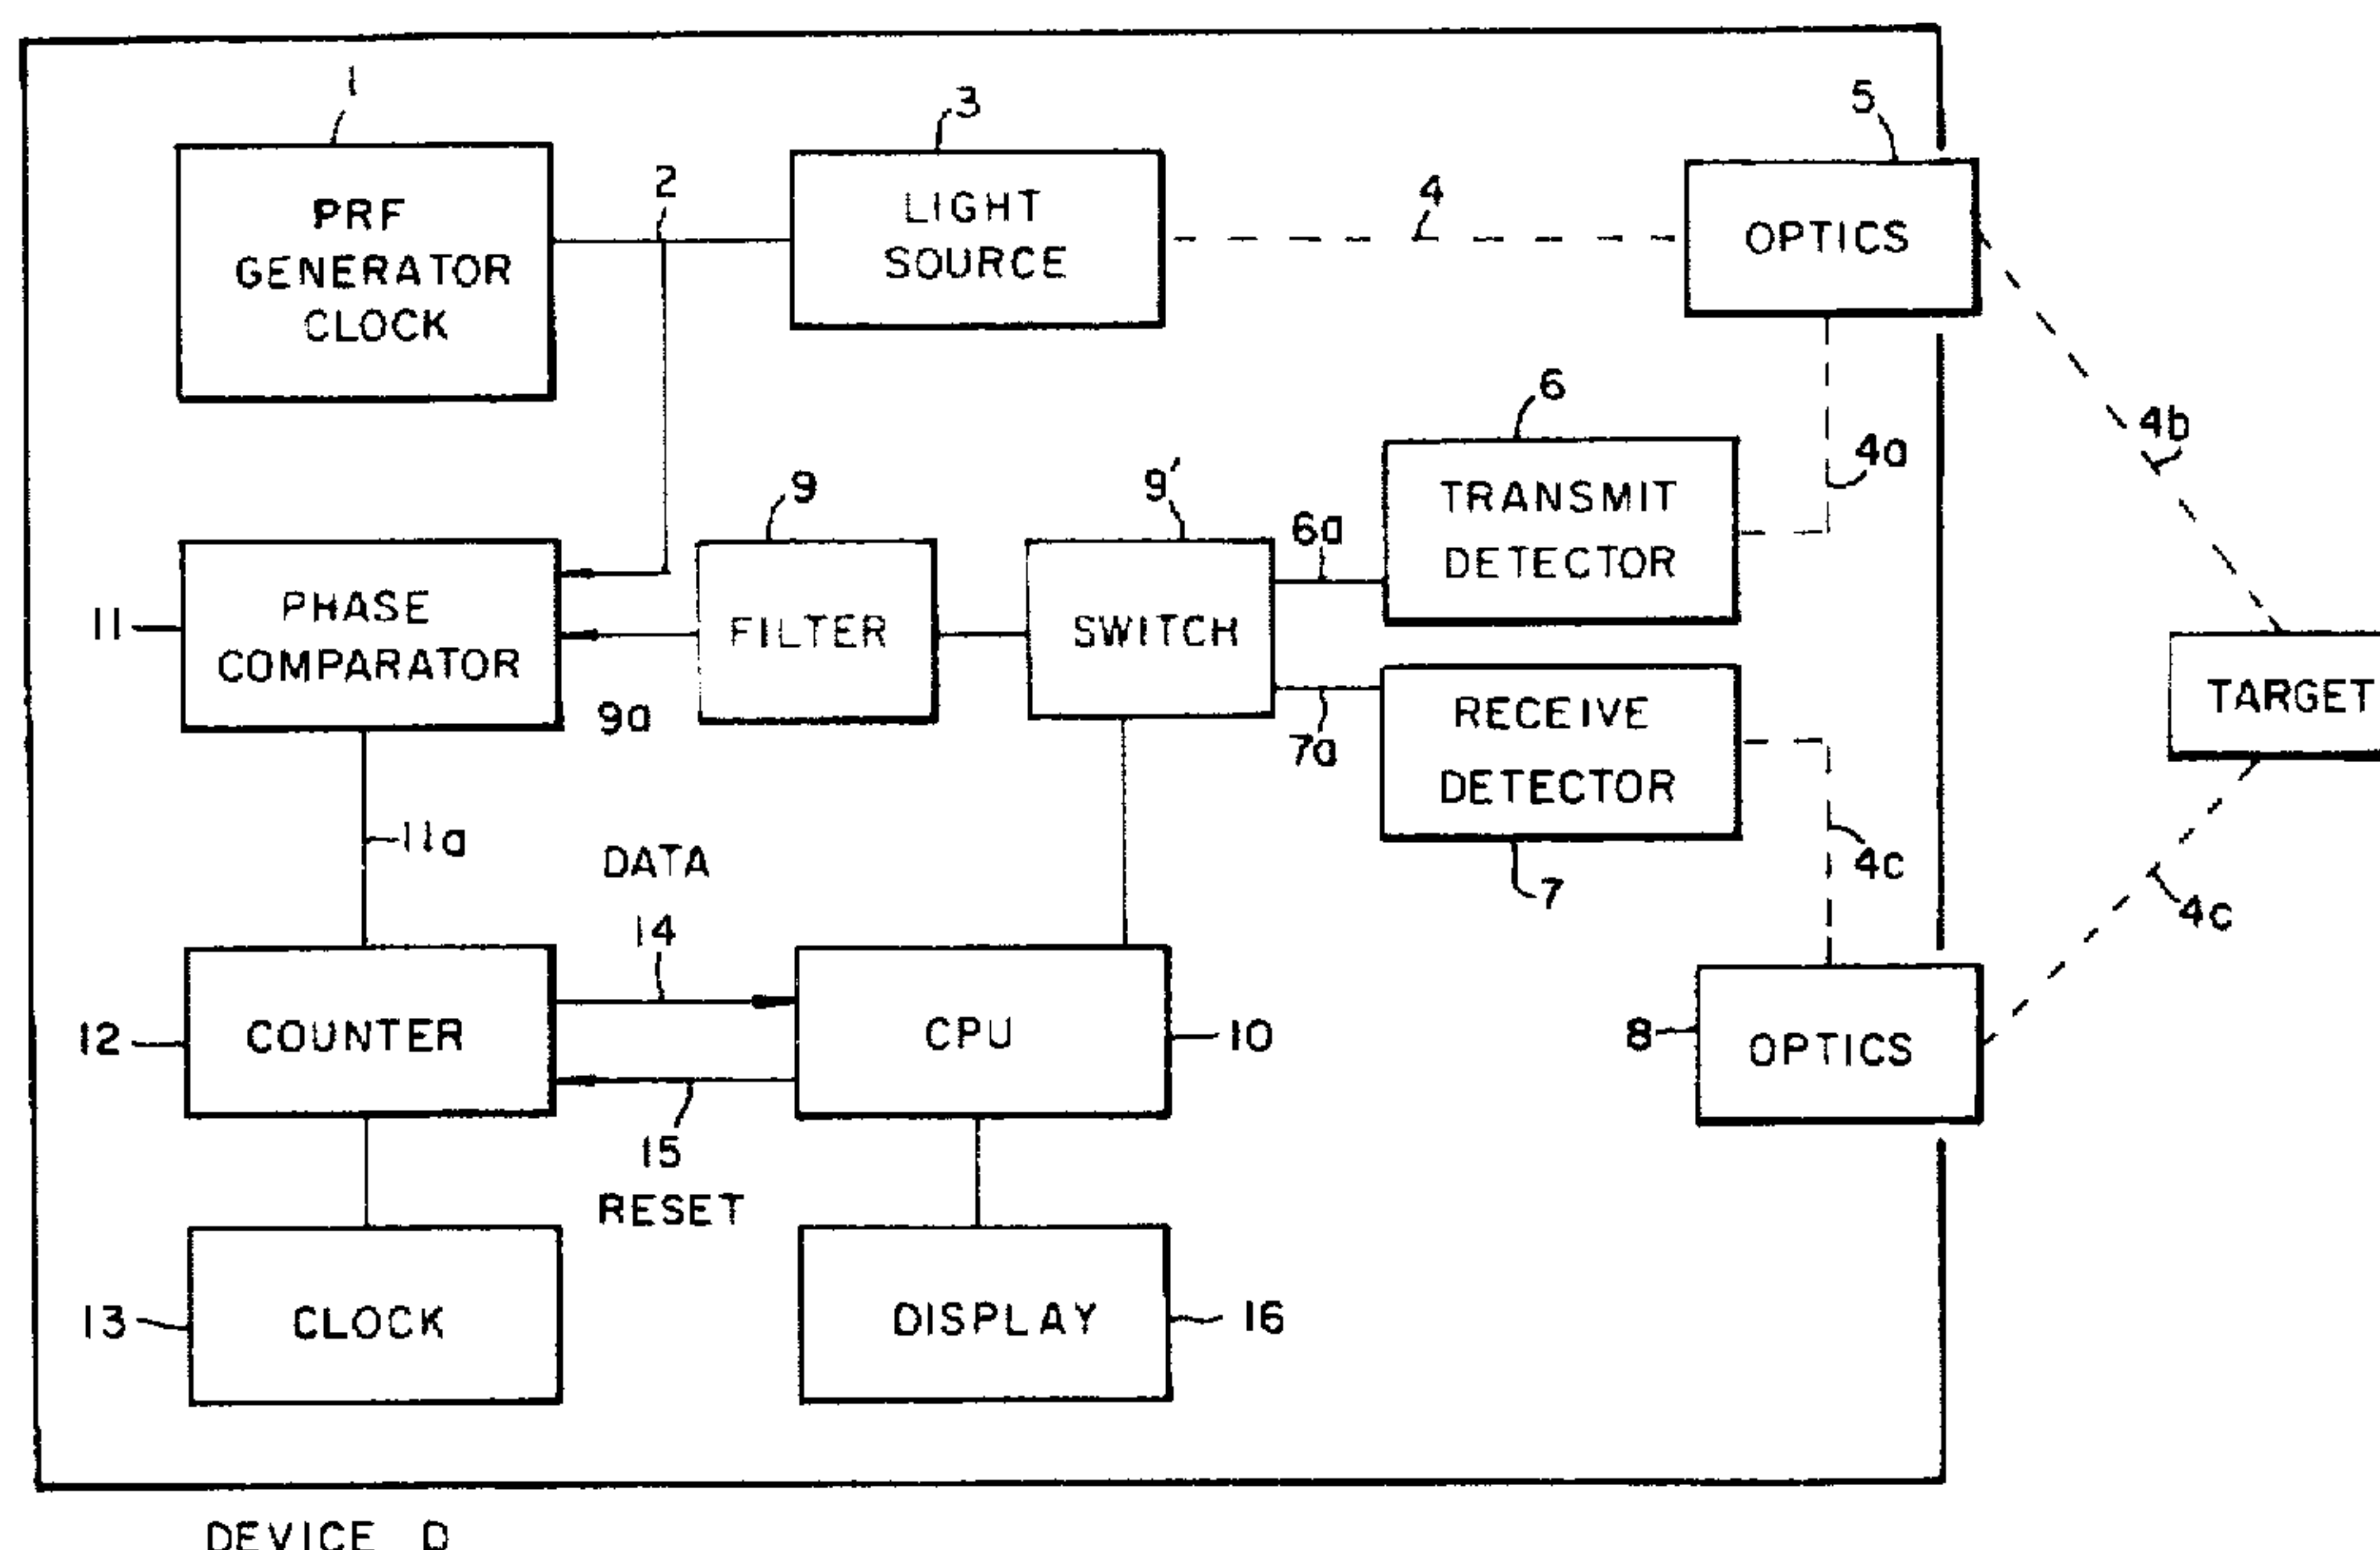 1
3
5
PRF
GENERATOR
CLOCK
2
LIGHT
SOURCE
4
OPTICS
6
4a
4b
9
9′
6a
TRANSMIT
DETECTOR
11
PHASE
COMPARATOR
FILTER
SWITCH
TARGET
9a
7a
RECEIVE
DETECTOR
11a
DATA
4c
7
4c
14
12
COUNTER
CPU
10
8
OPTICS
15
RESET
13
CLOCK
DISPLAY
16
DEVICE D